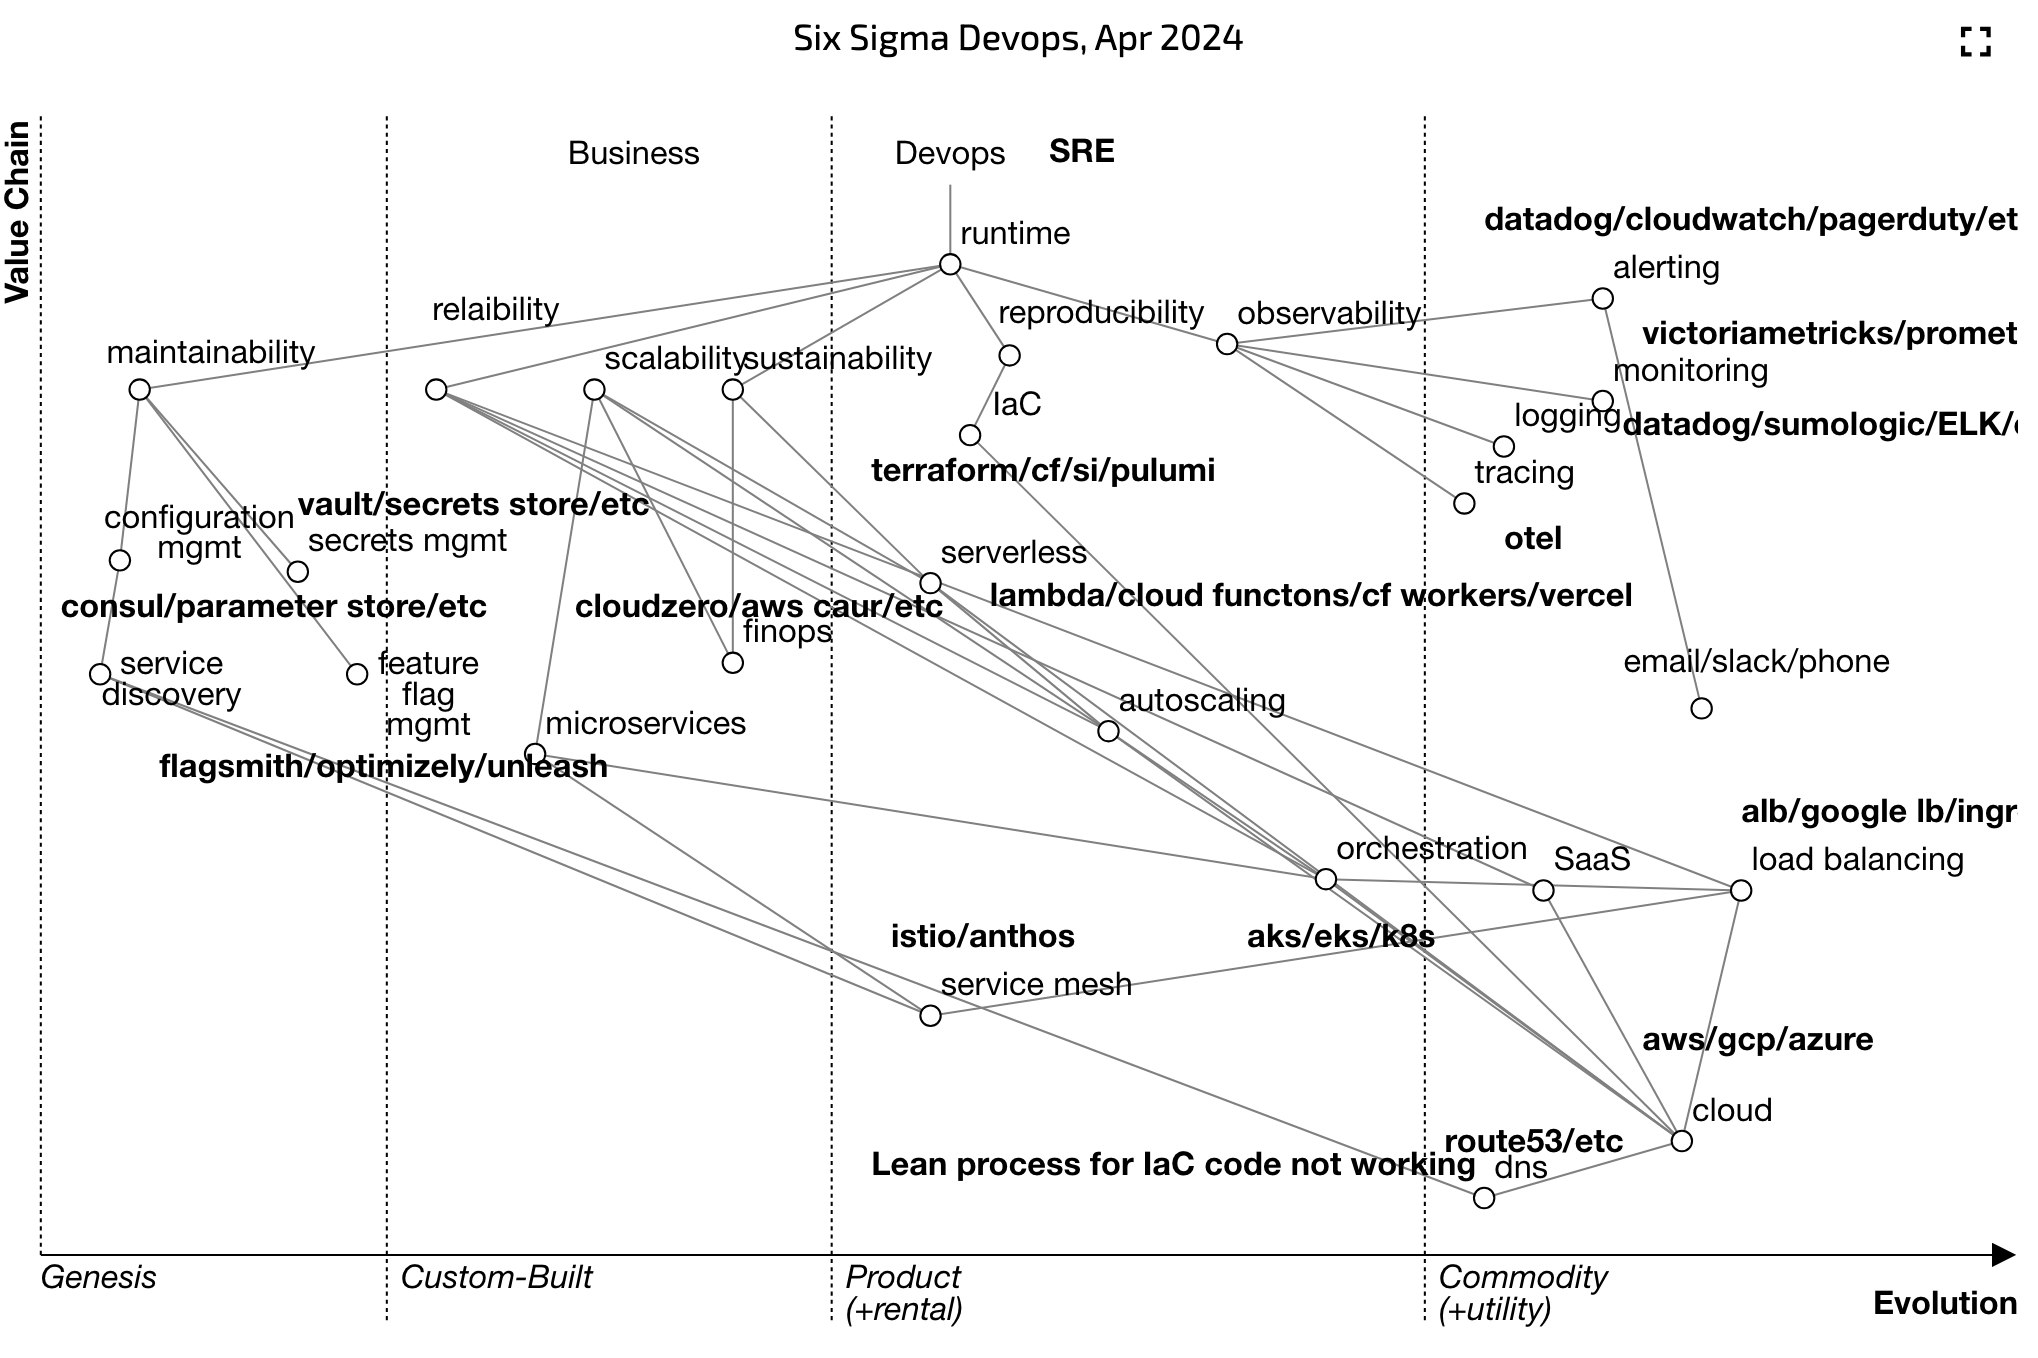 Six Sigma Devops, Apr 2024
Value Chain
Business
Devops
SRE
runtime
datadog/cloudwatch/pagerduty/et
alerting
relaibility
reproducibility
observability
victoriametricks/promet
maintainability
scalability
sustainability
monitoring
IaC
logging
datadog/sumologic/ELK/
terraform/cf/si/pulumi
tracing
vault/secrets store/etc
configuration
mgmt
secrets mgmt
otel
serverless
lambda/cloud functons/cf workers/vercel
consul/parameter store/etc
cloudzero/aws caur/etc
finops
service
discovery
feature
flag
mgmt
email/slack/phone
autoscaling
microservices
flagsmith/optimizely/unleash
alb/google lb/ingr
orchestration
SaaS
load balancing
istio/anthos
aks/eks/k8s
service mesh
aws/gcp/azure
cloud
route53/etc
Lean process for IaC code not working
dns
Genesis
Custom-Built
Product
(+rental)
Commodity
(+utility)
Evolution